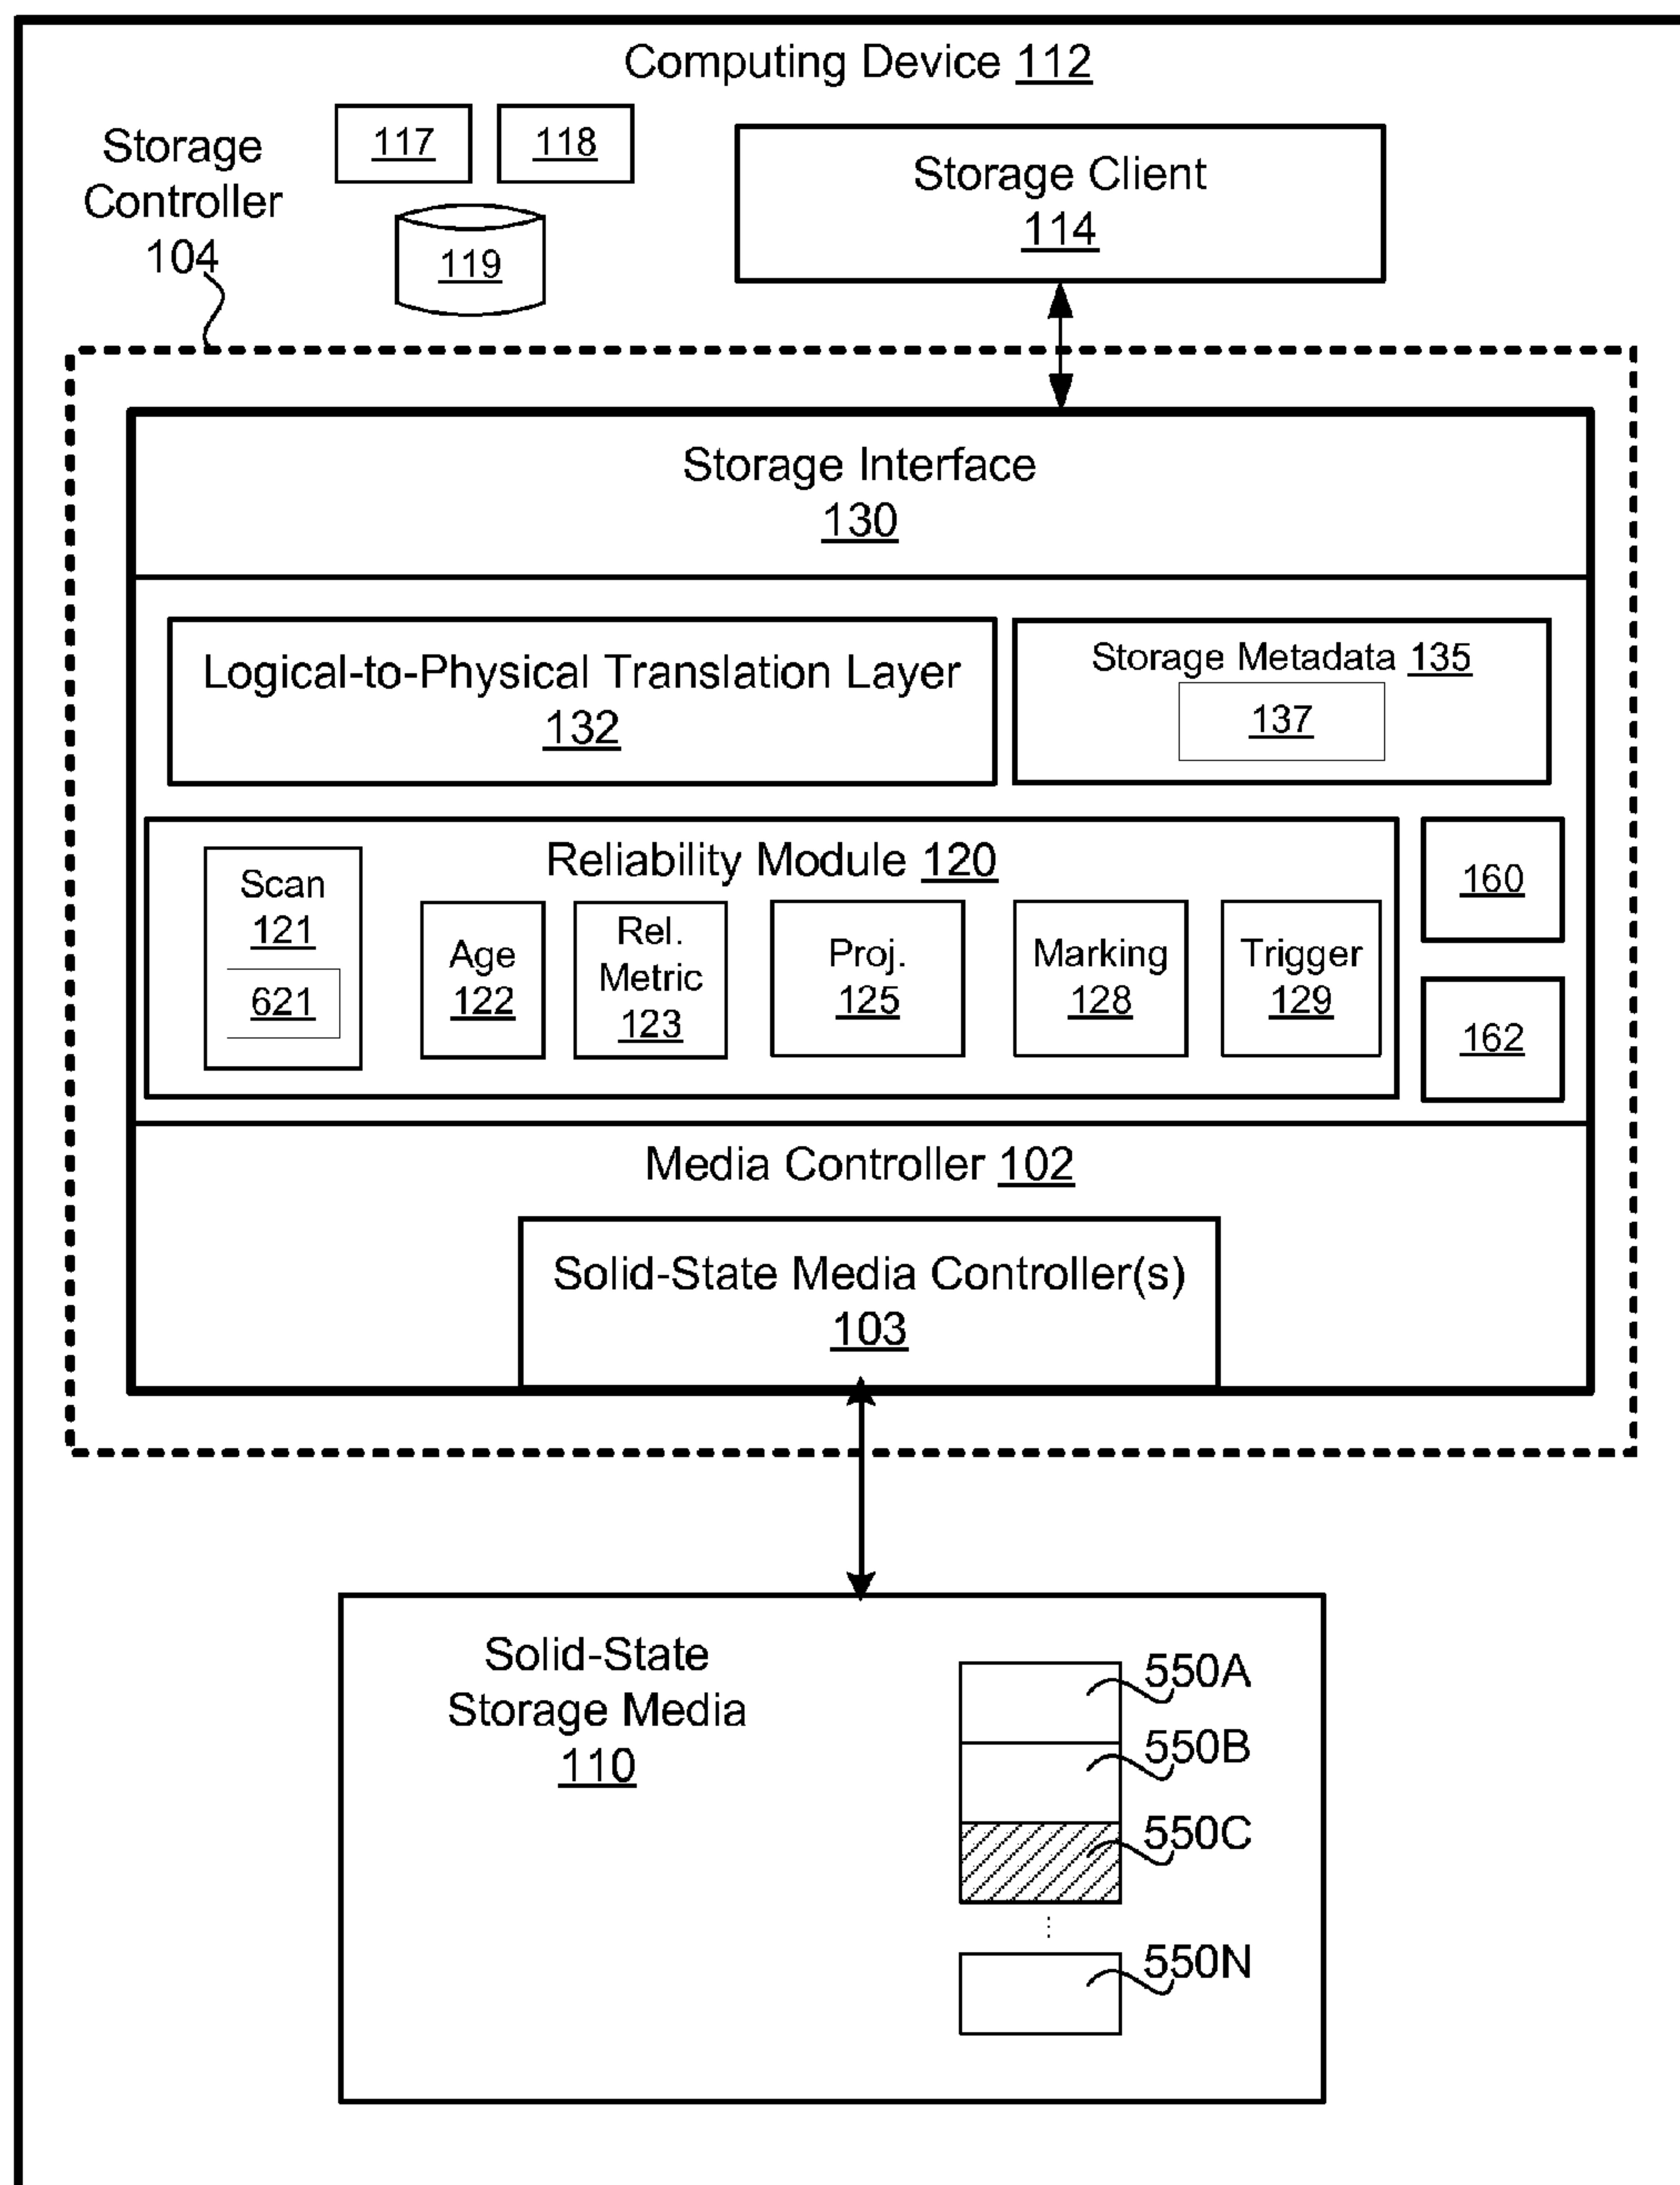 Computing Device 112
117
118
119
Storage
Controller
104
Storage Client
114
Storage Interface
130
Logical-to-Physical Translation Layer
132
Storage Metadata 135
137
Reliability Module 120
Scan
121
621
Age
122
Rel.
Metric
123
Proj.
125
Marking
128
Trigger
129
160
162
Media Controller 102
Solid-State Media Controller(s)
103
Solid-State
Storage Media
110
550A
550B
550C
550N